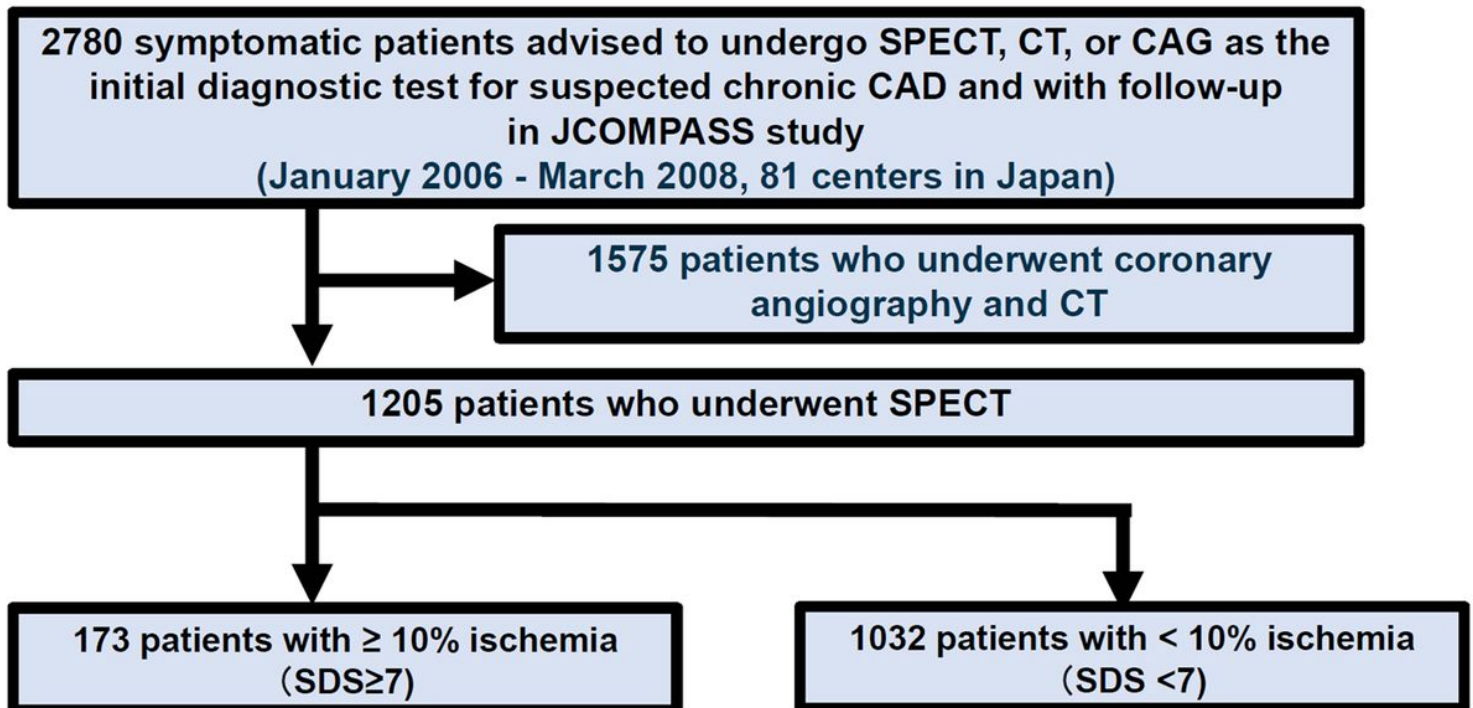 2780 symptomatic patients advised to undergo SPECT, CT, or CAG as the
initial diagnostic test for suspected chronic CAD and with follow-up
in JCOMPASS study
(January 2006 - March 2008, 81 centers in Japan)
1575 patients who underwent coronary
angiography and CT
1205 patients who underwent SPECT
173 patients with ≥ 10% ischemia
（SDS≥7)
1032 patients with < 10% ischemia
（SDS <7)